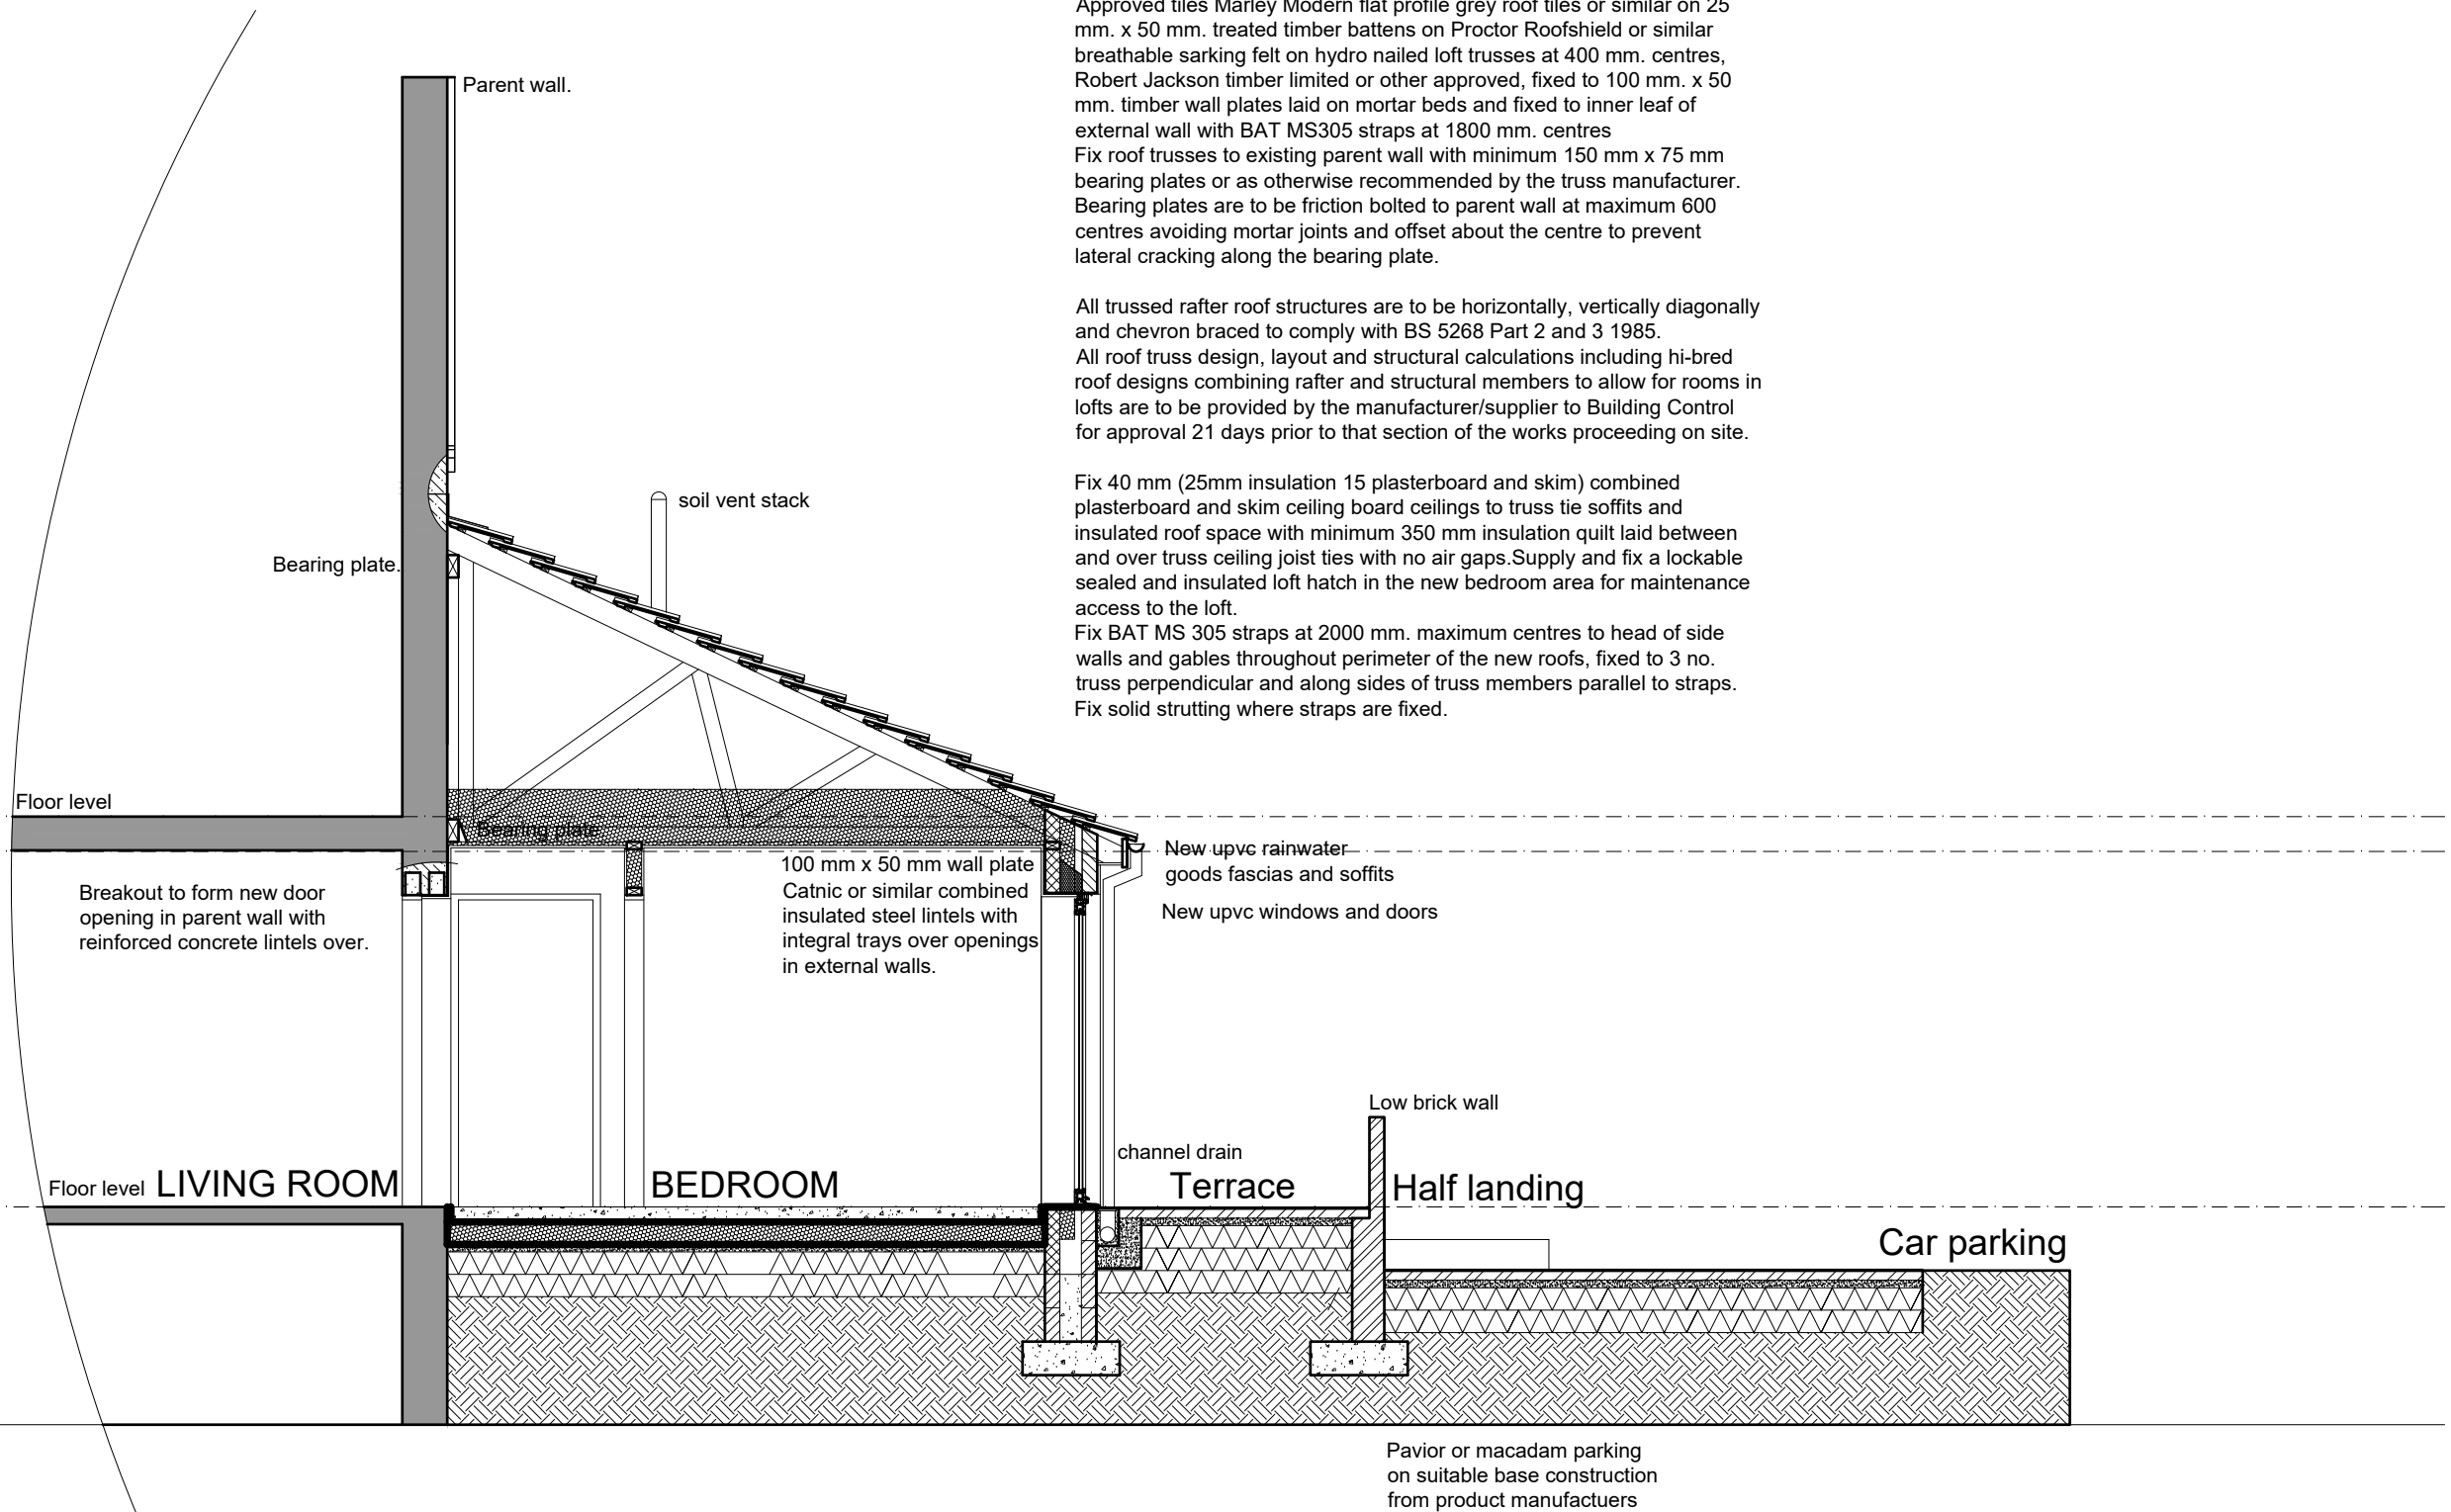 Approved tiles Marley Modern flat profile grey roof tiles or similar on 25
mm. x 50 mm. treated timber battens on Proctor Roofshield or similar
breathable sarking felt on hydro nailed loft trusses at 400 mm. centres,
Robert Jackson timber limited or other approved, fixed to 100 mm. x 50
mm. timber wall plates laid on mortar beds and fixed to inner leaf of
external wall with BAT MS305 straps at 1800 mm. centres
Fix roof trusses to existing parent wall with minimum 150 mm x 75 mm
bearing plates or as otherwise recommended by the truss manufacturer.
Bearing plates are to be friction bolted to parent wall at maximum 600
centres avoiding mortar joints and offset about the centre to prevent
lateral cracking along the bearing plate.
All trussed rafter roof structures are to be horizontally, vertically diagonally
and chevron braced to comply with BS 5268 Part 2 and 3 1985.
All roof truss design, layout and structural calculations including hi-bred
roof designs combining rafter and structural members to allow for rooms in
lofts are to be provided by the manufacturer/supplier to Building Control
for approval 21 days prior to that section of the works proceeding on site.
Fix 40 mm (25mm insulation 15 plasterboard and skim) combined
plasterboard and skim ceiling board ceilings to truss tie soffits and
insulated roof space with minimum 350 mm insulation quilt laid between
and over truss ceiling joist ties with no air gaps.Supply and fix a lockable
sealed and insulated loft hatch in the new bedroom area for maintenance
access to the loft.
Fix BAT MS 305 straps at 2000 mm. maximum centres to head of side
walls and gables throughout perimeter of the new roofs, fixed to 3 no.
truss perpendicular and along sides of truss members parallel to straps.
Fix solid strutting where straps are fixed.
Parent wall.
soil vent stack
Bearing plate.
Floor level
Bearing plate
100 mm x 50 mm wall plate
Catnic or similar combined
insulated steel lintels with
integral trays over openings
in external walls.
New upvc rainwater
goods fascias and soffits
New upvc windows and doors
Breakout to form new door
opening in parent wall with
reinforced concrete lintels over.
Low brick wall
channel drain
Floor level
LIVING ROOM
BEDROOM
Terrace
Half landing
Car parking
Pavior or macadam parking
on suitable base construction
from product manufactuers